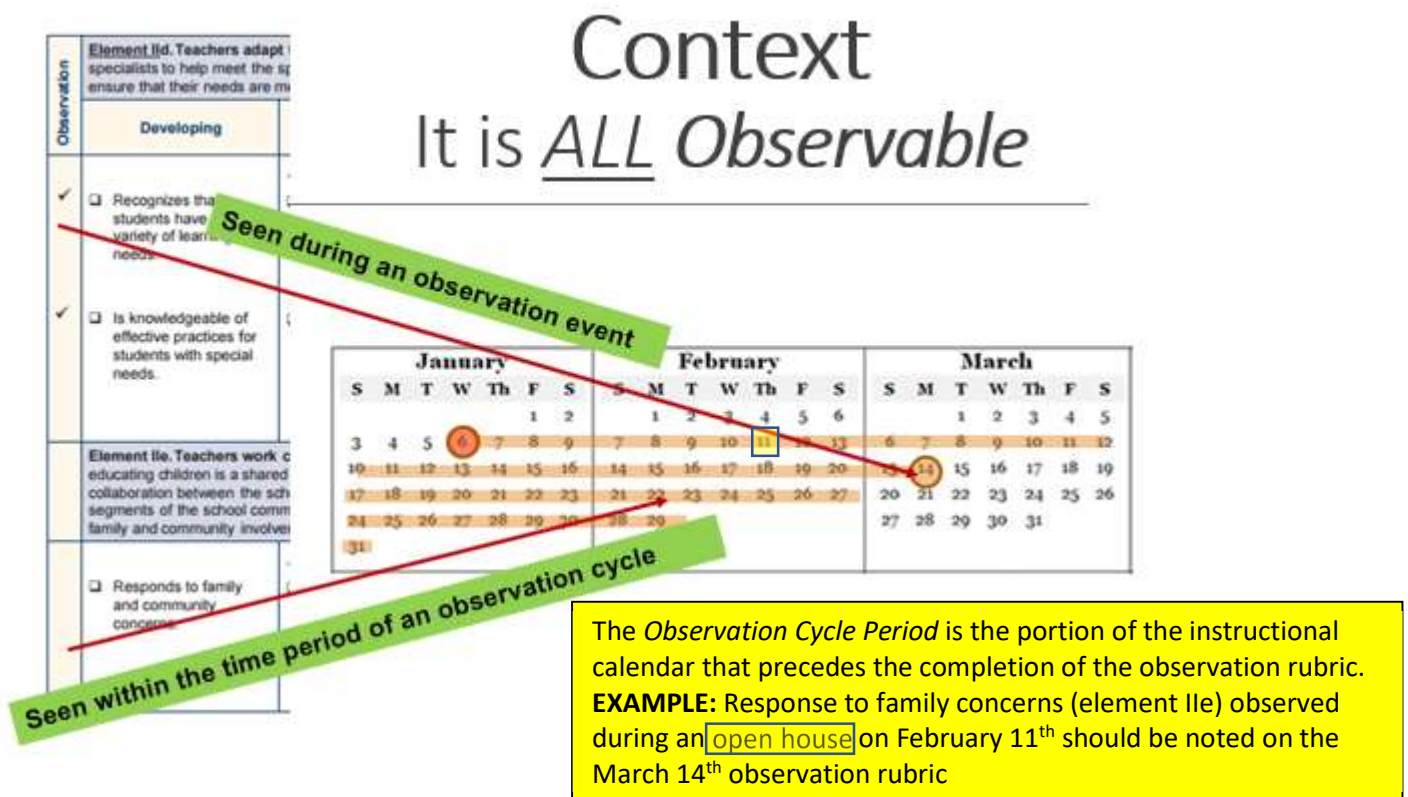 Context
It is ALL Observable
Observation
Element IId. Teachers adapt
specialists to help meet the
ensure that their needs are
Developing
✓
❑ Recognizes
students have
variety of
needs.
✓
❑ Is knowledgeable of
effective practices for
students with special
needs.
Element IIe. Teachers work
educating children is a shared
collaboration between the
segments of the school
family and community
❑ Responds to family
and community
concerns.
Seen during an observation event
January
S M T W Th F S
1 2
3 4 5 6 7 8 9
10 11 12 13 14 15 16
17 18 19 20 21 22 23
24 25 26 27 28 29 30
31
February
S M T W Th F S
1 2 3 4 5 6
7 8 9 10 11 12 13
14 15 16 17 18 19 20
21 22 23 24 25 26 27
28 29
March
S M T W Th F S
1 2 3 4 5
6 7 8 9 10 11 12
13 14 15 16 17 18 19
20 21 22 23 24 25 26
27 28 29 30 31
Seen within the time period of an observation cycle
The Observation Cycle Period is the portion of the instructional
calendar that precedes the completion of the observation rubric.
EXAMPLE: Response to family concerns (element IIe) observed
during an open house on February 11th should be noted on the
March 14th observation rubric